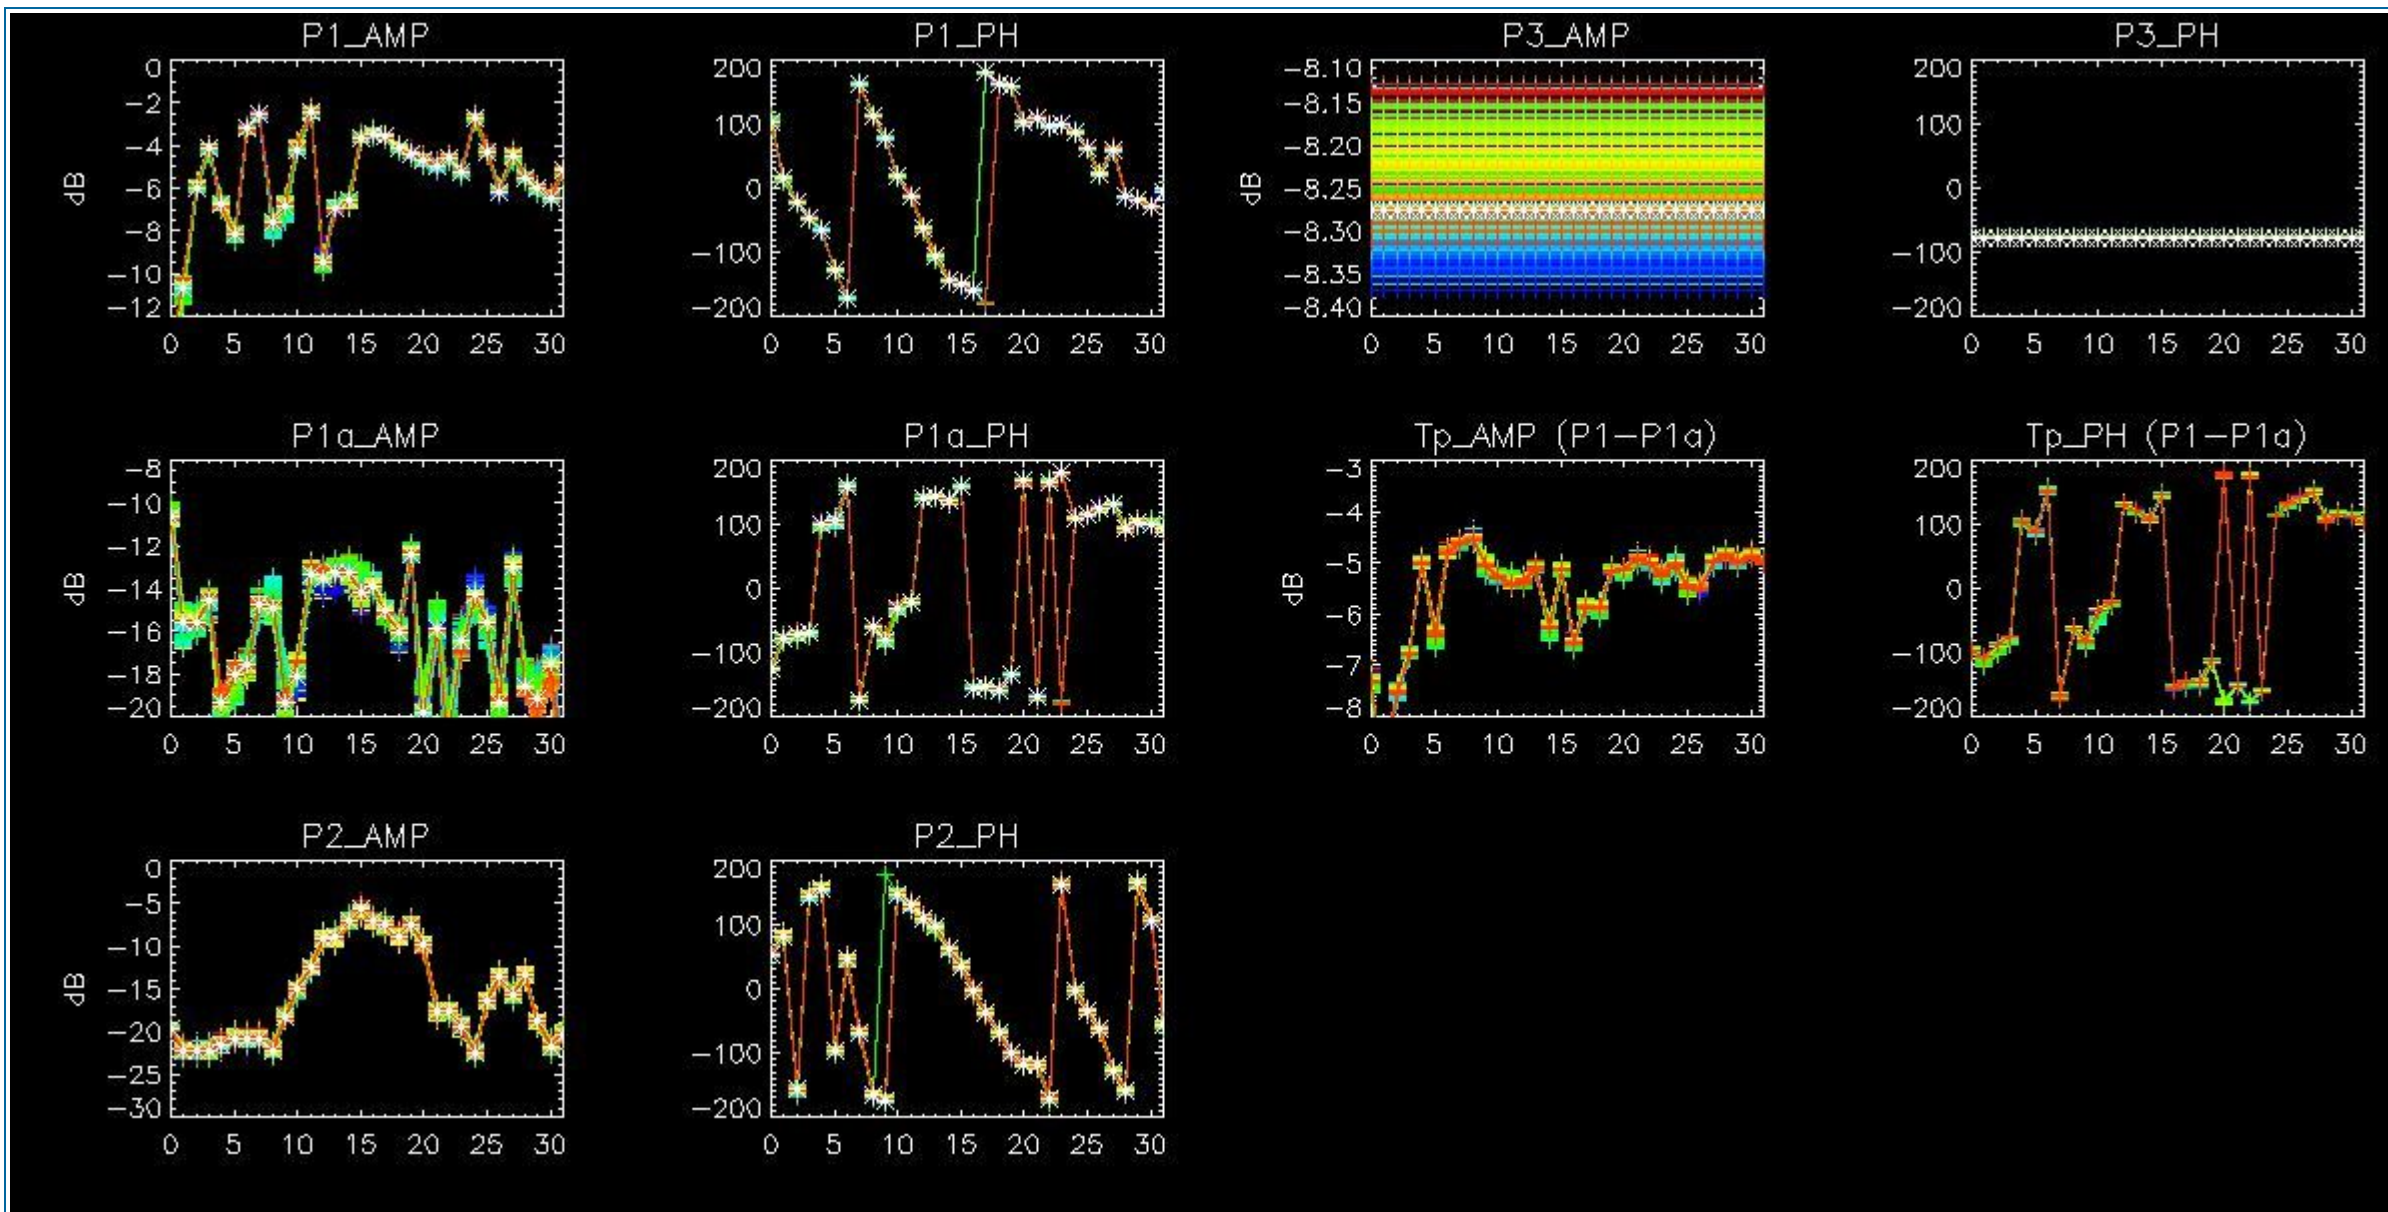 P1_AMP P1_PH P3_AMP P3_PH
0 200 -8.10 200
-2 100 -8.15 100
-4 0 -8.20 0
-6 -100 -8.25 -100
-8 -200 -8.30 -200
-10 -8.35
-12 -8.40
dB dB
0 5 10 15 20 25 30 0 5 10 15 20 25 30 0 5 10 15 20 25 30 0 5 10 15 20 25 30
P1a_AMP P1a_PH Tp_AMP (P1-P1a) Tp_PH (P1-P1a)
-8 200 -3 200
-10 100 -4 100
-12 0 -5 0
-14 -100 -6 -100
-16 -200 -7 -200
-18 -8
-20
dB dB
0 5 10 15 20 25 30 0 5 10 15 20 25 30 0 5 10 15 20 25 30 0 5 10 15 20 25 30
P2_AMP P2_PH
0 200
-5 100
-10 0
-15 -100
-20 -200
-25
-30
dB
0 5 10 15 20 25 30 0 5 10 15 20 25 30